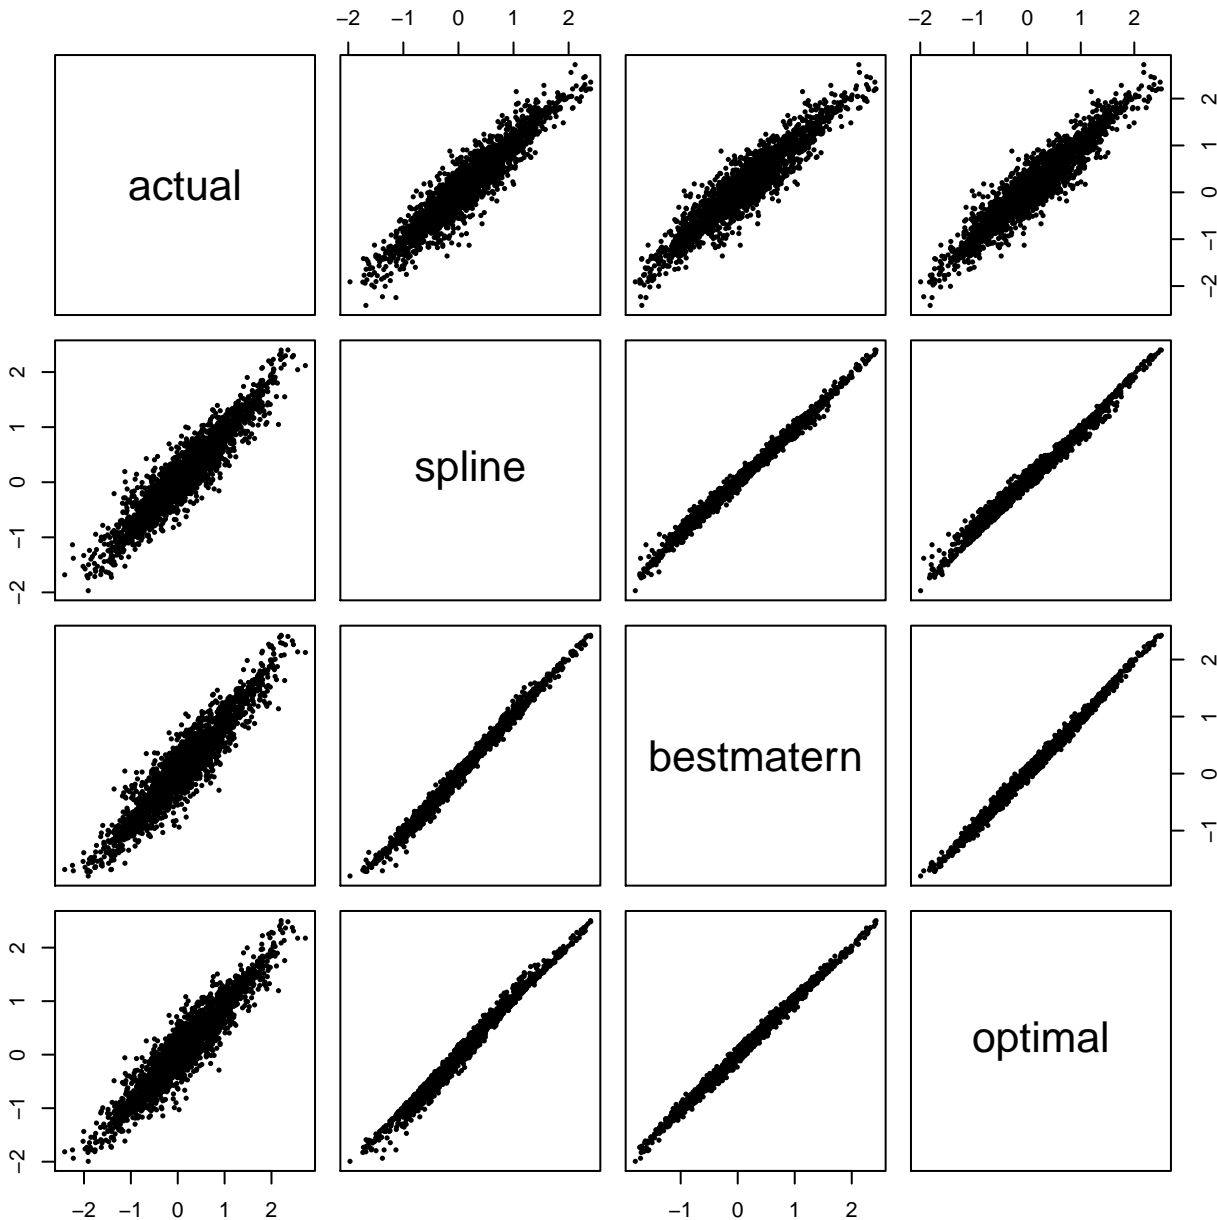 −2 −1 0 1 2 −2 −1 0 1 2
actual
−2 −1 0 1 2
−2 −1 0 1 2
spline
bestmatern
−1 0 1 2
−2 −1 0 1 2
optimal
−2 −1 0 1 2 −1 0 1 2